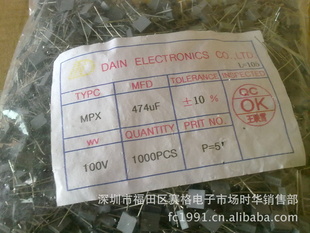 DAIN ELECTRONICS CO.,LTD.
TYPC MFD TOLERANCE INSPECTED
MPX 474uF ±10 % QC
OK
WV QUANTITY PRIT NO
100V 1000PCS P=5
深圳市福田区赛格电子市场时华销售部
fc1991.cn.alibaba.com